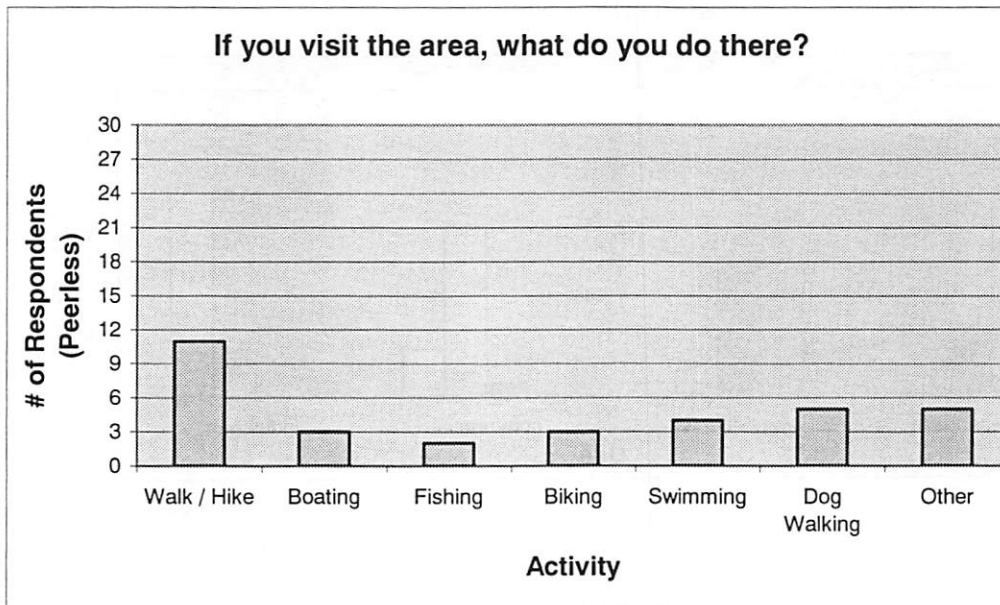 If you visit the area, what do you do there?
# of Respondents
(Peerless)
30
27
24
21
18
15
12
9
6
3
0
Walk / Hike
Boating
Fishing
Biking
Swimming
Dog
Walking
Other
Activity